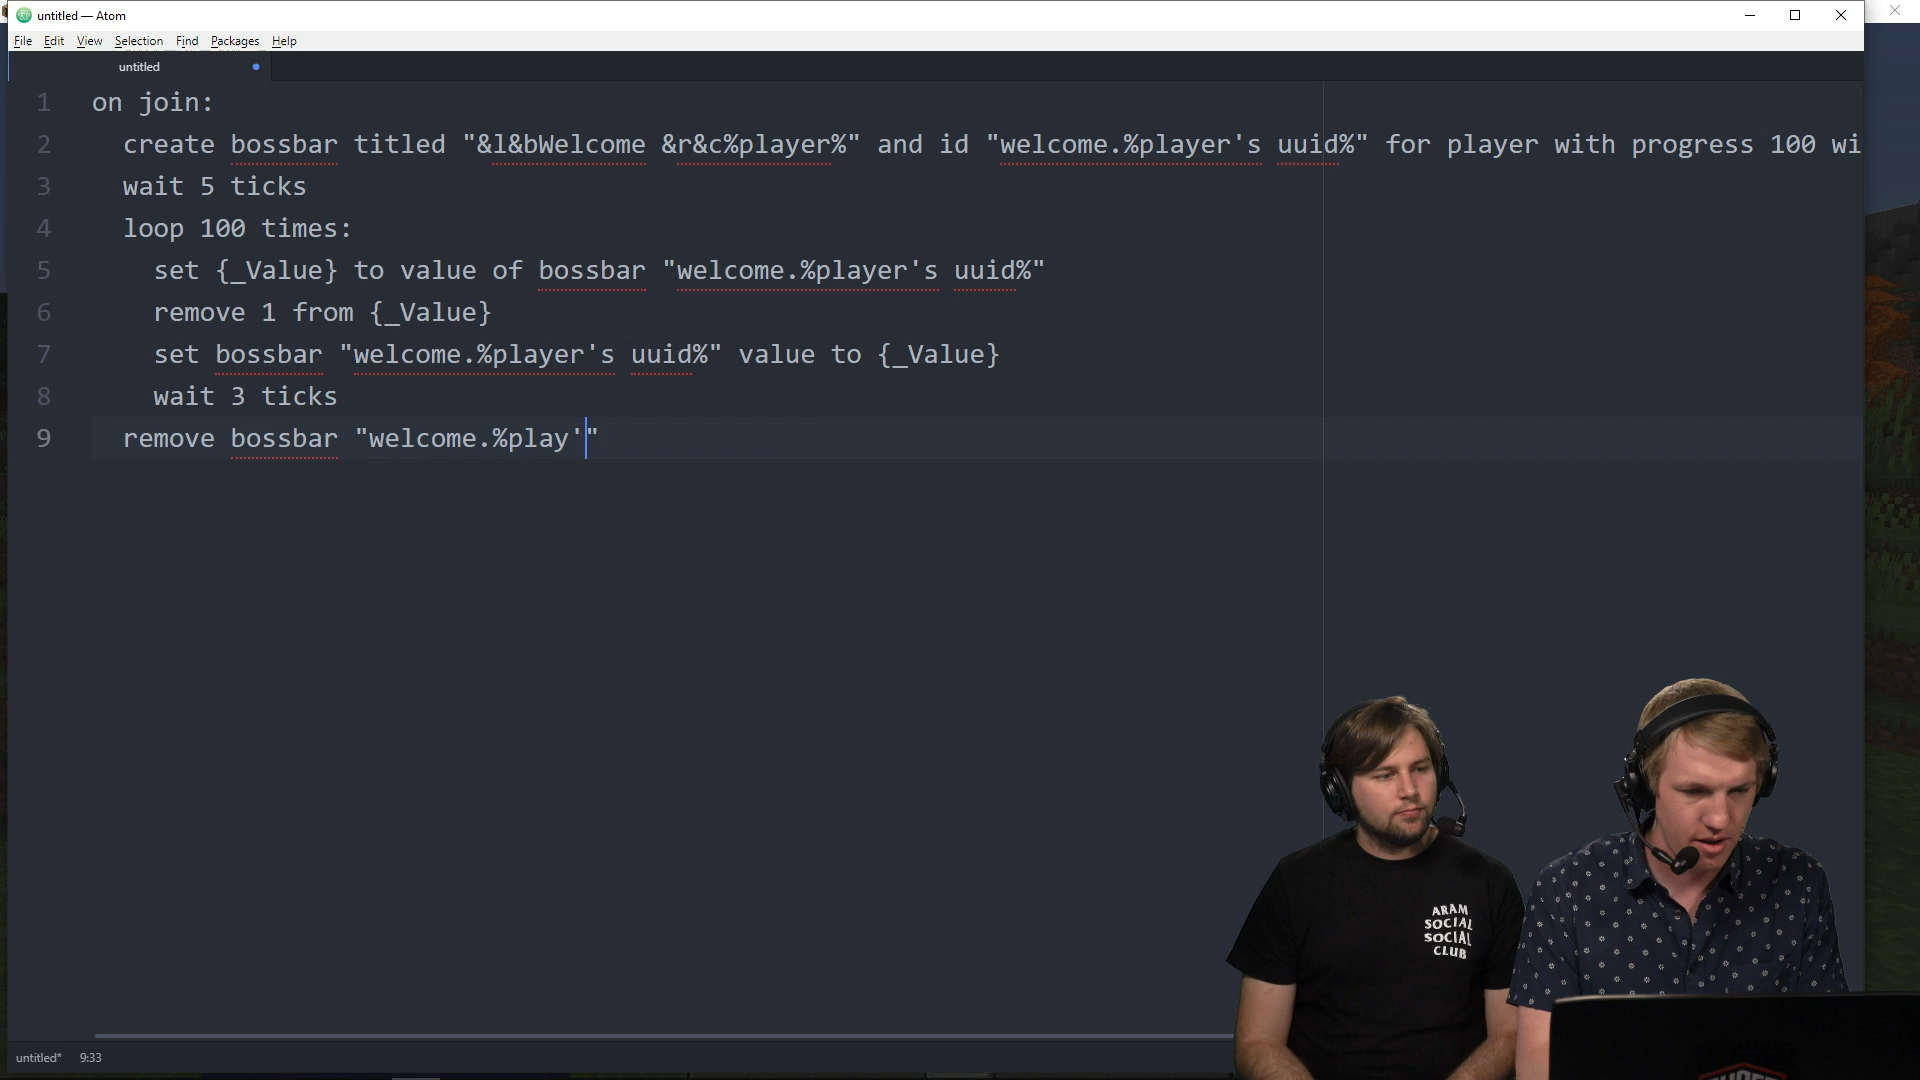 untitled — Atom
File Edit View Selection Find Packages Help
untitled
1 on join:
2 create bossbar titled "&l&bWelcome &r&c%player%" and id "welcome.%player's uuid%" for player with progress 100 wi
3 wait 5 ticks
4 loop 100 times:
5 set {_Value} to value of bossbar "welcome.%player's uuid%"
6 remove 1 from {_Value}
7 set bossbar "welcome.%player's uuid%" value to {_Value}
8 wait 3 ticks
9 remove bossbar "welcome.%play'"
ARAM
SOCIAL
SOCIAL
CLUB
untitled* 9:33